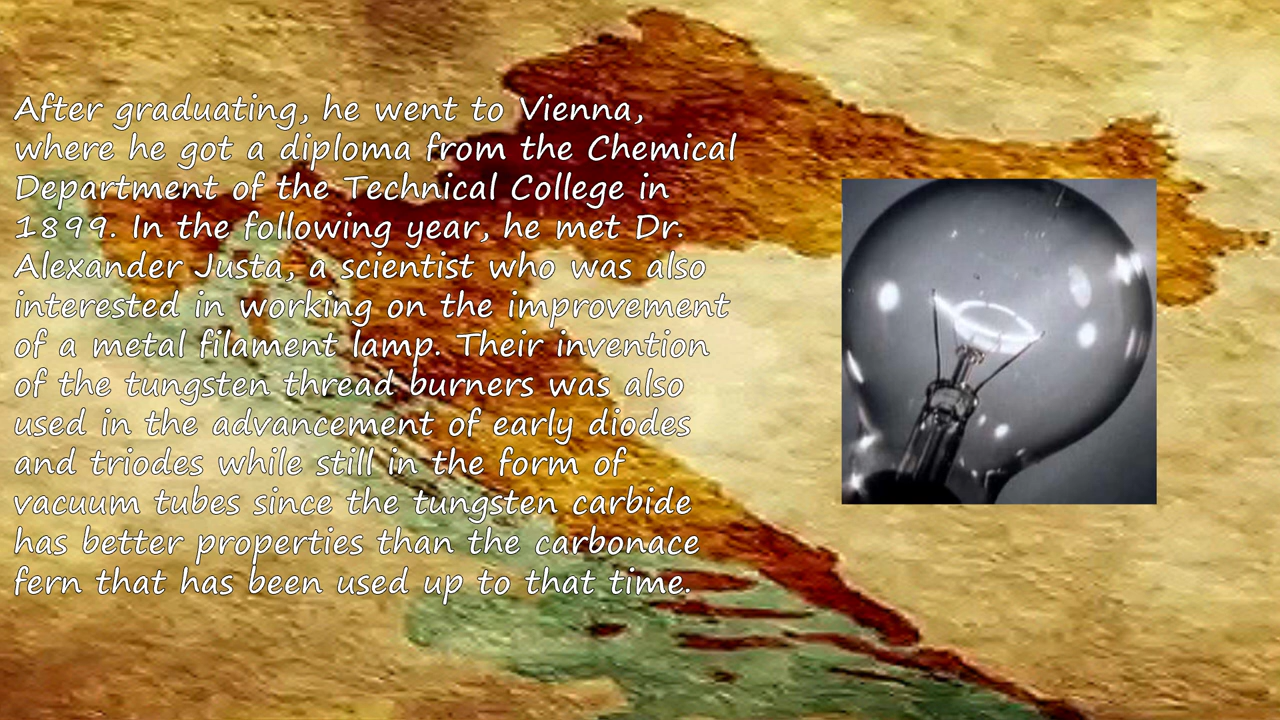 After graduating, he went to Vienna,
where he got a diploma from the Chemical
Department of the Technical College in
1899. In the following year, he met Dr.
Alexander Justa, a scientist who was also
interested in working on the improvement
of a metal filament lamp. Their invention
of the tungsten thread burners was also
used in the advancement of early diodes
and triodes while still in the form of
vacuum tubes since the tungsten carbide
has better properties than the carbonace
fern that has been used up to that time.